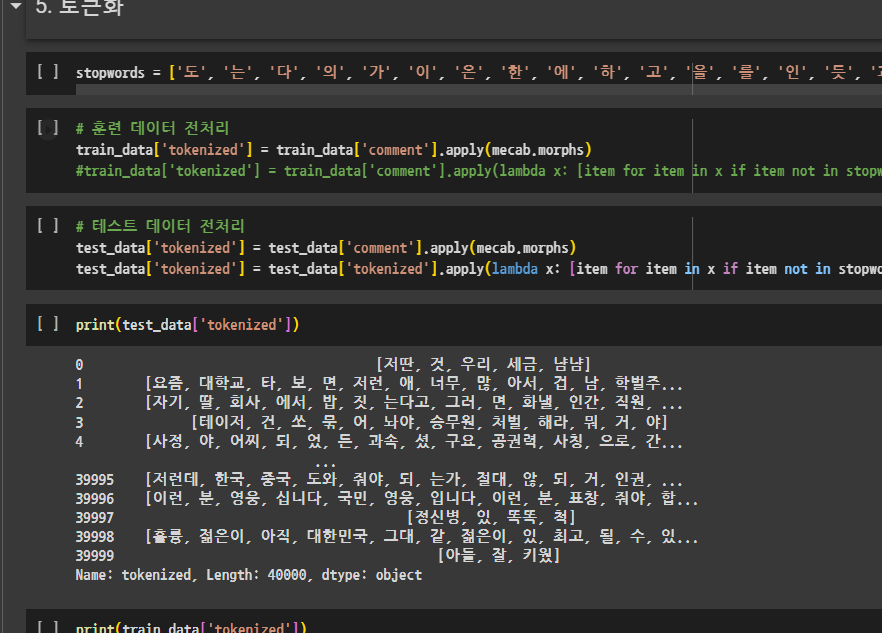 5. 토큰화
[ ] stopwords = ['도', '는', '다', '의', '가', '이', '은', '한', '에', '하', '고', '을', '를', '인', '듯',
[ ] # 훈련 데이터 전처리
train_data['tokenized'] = train_data['comment'].apply(mecab.morphs)
#train_data['tokenized'] = train_data['comment'].apply(lambda x: [item for item in x if item not in stopw
[ ] # 테스트 데이터 전처리
test_data['tokenized'] = test_data['comment'].apply(mecab.morphs)
test_data['tokenized'] = test_data['tokenized'].apply(lambda x: [item for item in x if item not in stopwo
[ ] print(test_data['tokenized'])
0 [저딴, 것, 우리, 세금, 냠냠]
1 [요즘, 대학교, 타, 보, 면, 저런, 애, 너무, 많, 아서, 겁, 남, 학벌주...
2 [자기, 딸, 회사, 에서, 밥, 짓, 는다고, 그러, 면, 화낼, 인간, 직원, ...
3 [테이저, 건, 쏘, 묶, 어, 놔야, 승무원, 처벌, 해라, 뭐, 거, 야]
4 [사정, 야, 어찌, 되, 었, 든, 과속, 셨, 구요, 공권력, 사칭, 으로, 간...
...
39995 [저런데, 한국, 중국, 도와, 줘야, 되, 는가, 절대, 않, 되, 거, 인권, ...
39996 [이런, 분, 영웅, 십니다, 국민, 영웅, 입니다, 이런, 분, 표창, 줘야, 합...
39997 [정신병, 있, 똑똑, 척]
39998 [훌륭, 젊은이, 아직, 대한민국, 그대, 같, 젊은이, 있, 최고, 될, 수, 있...
39999 [아들, 잘, 키웠]
Name: tokenized, Length: 40000, dtype: object
[ ] print(train_data['tokenized'])